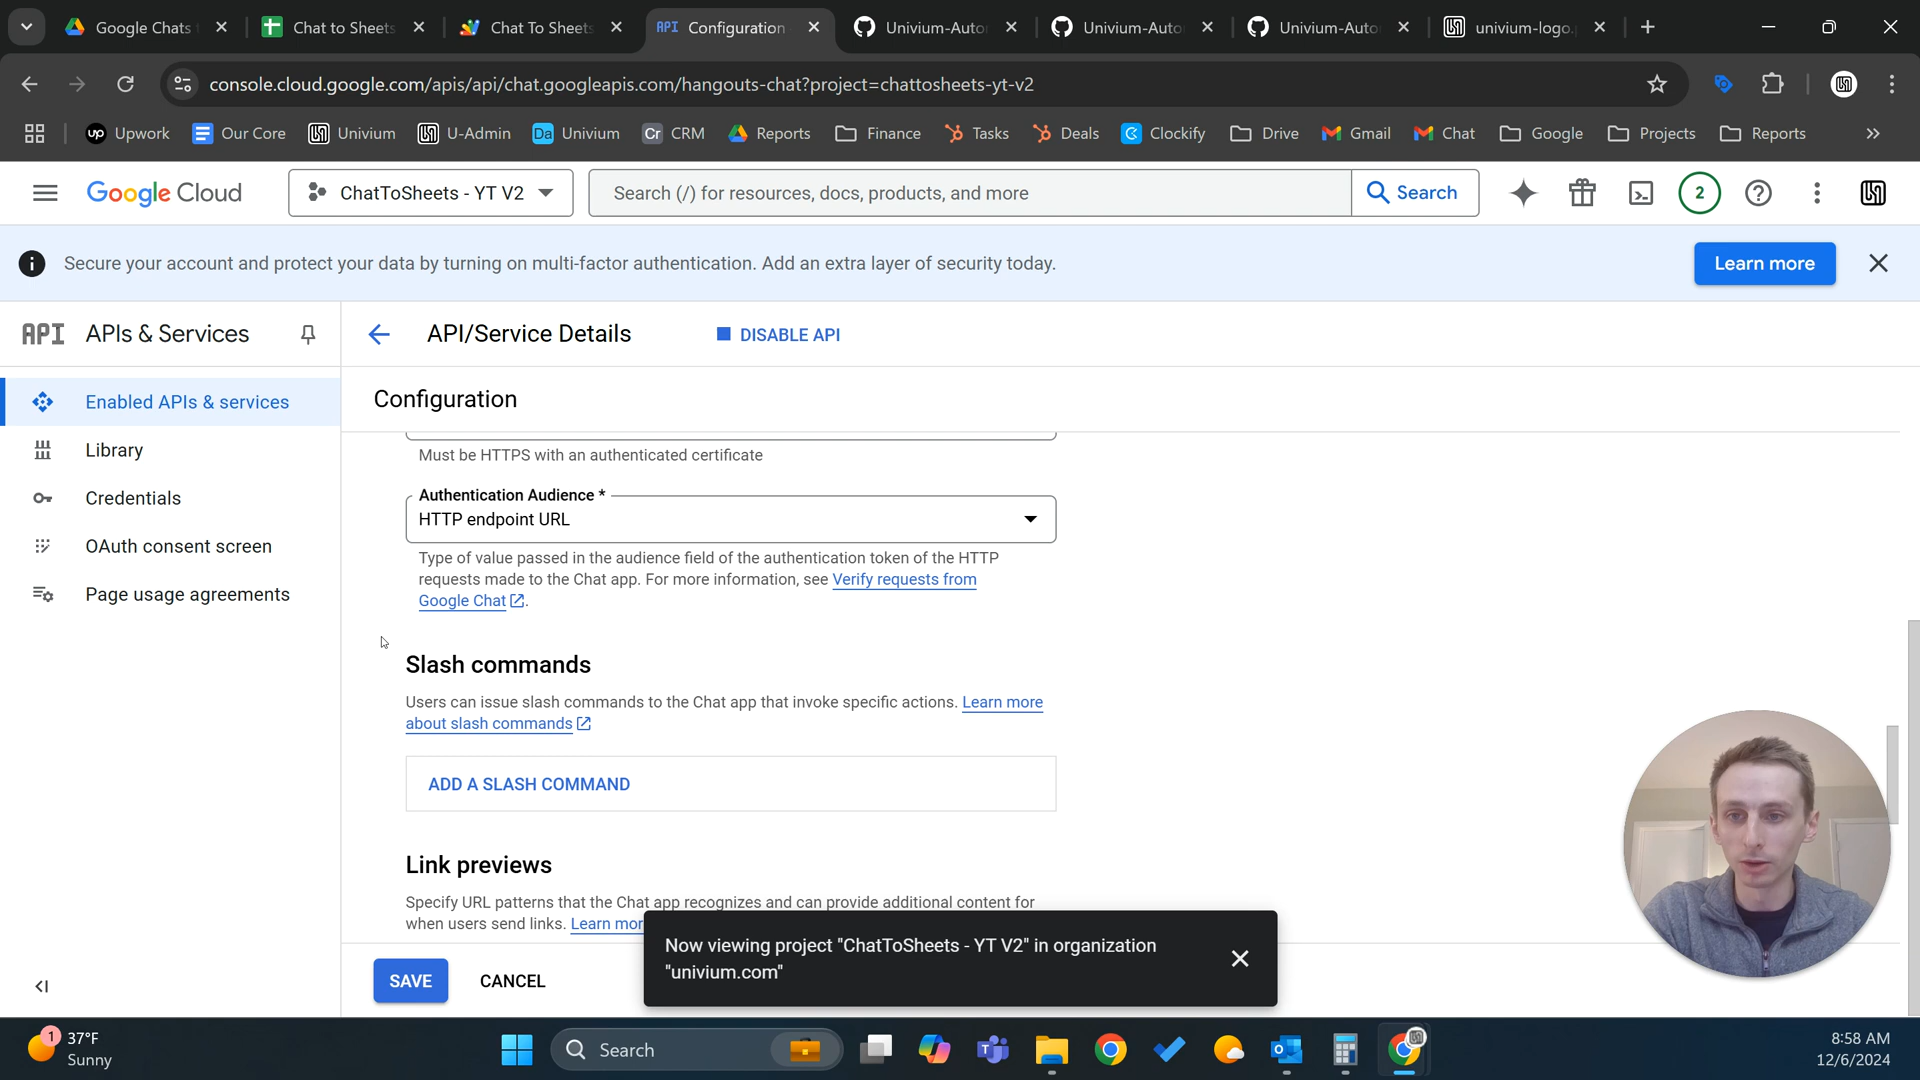 Google Chats
Chat to Sheets
Chat To Sheets
API Configuration
Univium-Auto
Univium-Auto
Univium-Auto
univium-logo.
console.cloud.google.com/apis/api/chat.googleapis.com/hangouts-chat?project=chattosheets-yt-v2
up Upwork
Our Core
Univium
U-Admin
Da Univium
Cr CRM
Reports
Finance
Tasks
Deals
Clockify
Drive
Gmail
Chat
Google
Projects
Reports
Google Cloud
ChatToSheets - YT V2
Search (/) for resources, docs, products, and more
Search
2
Secure your account and protect your data by turning on multi-factor authentication. Add an extra layer of security today.
Learn more
API APIs & Services
API/Service Details
DISABLE API
Enabled APIs & services
Library
Credentials
OAuth consent screen
Page usage agreements
Configuration
Must be HTTPS with an authenticated certificate
Authentication Audience *
HTTP endpoint URL
Type of value passed in the audience field of the authentication token of the HTTP
requests made to the Chat app. For more information, see Verify requests from
Google Chat.
Slash commands
Users can issue slash commands to the Chat app that invoke specific actions. Learn more
about slash commands
ADD A SLASH COMMAND
Link previews
Specify URL patterns that the Chat app recognizes and can provide additional content for
when users send links. Learn mor
SAVE
CANCEL
Now viewing project "ChatToSheets - YT V2" in organization
"univium.com"
1
37°F
Sunny
Search
8:58 AM
12/6/2024